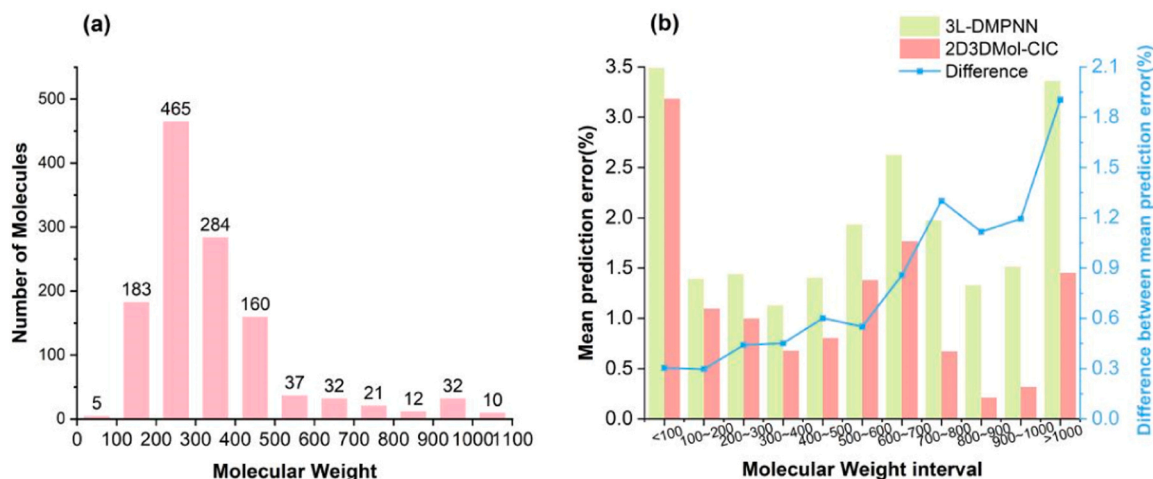 (a)
Number of Molecules
500
400
300
200
100
0
5
183
465
284
160
37
32
21
12
32
10
0 100 200 300 400 500 600 700 800 900 1000 1100
Molecular Weight
(b)
3L-DMPNN
2D3DMol-CIC
Difference
Mean prediction error(%)
3.5
3.0
2.5
2.0
1.5
1.0
0.5
0.0
<100 100~200 200~300 300~400 400~500 500~600 600~700 700~800 800~900 900~1000 >1000
Molecular Weight interval
2.1
1.8
1.5
1.2
0.9
0.6
0.3
0.0
Difference between mean prediction error(%)